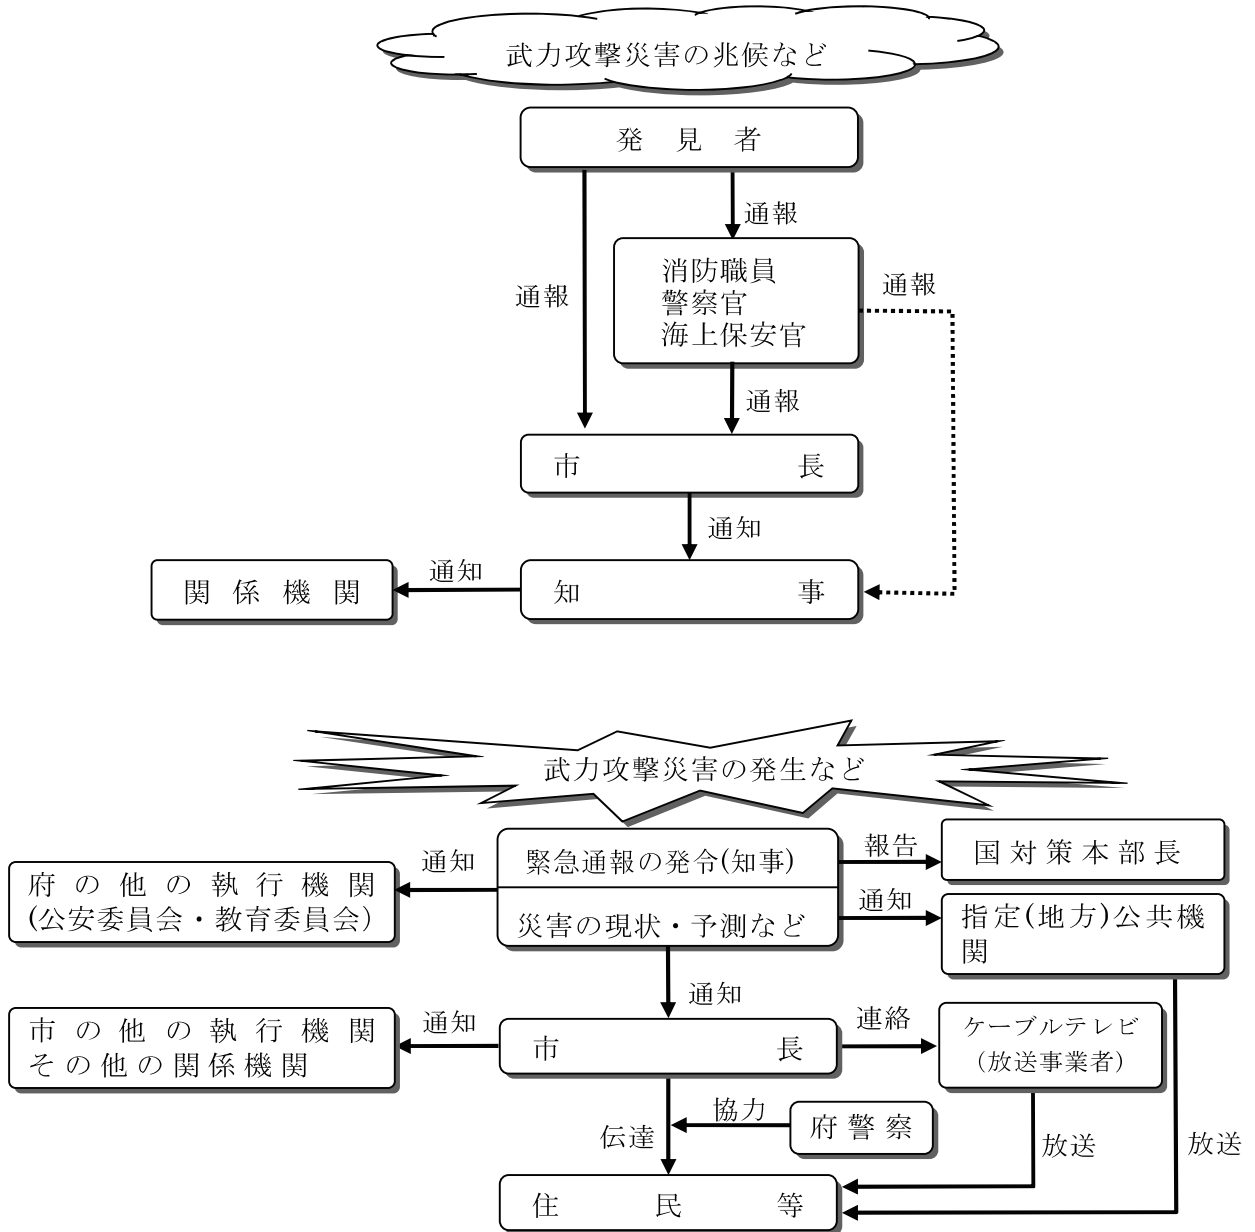 武力攻撃災害の兆候など
発見者
通報
通報
消防職員
警察官
海上保安官
通報
通報
市長
通知
関係機関
通知
知事
武力攻撃災害の発生など
府の他の執行機関
(公安委員会・教育委員会)
通知
緊急通報の発令(知事)
災害の現状・予測など
報告
国対策本部長
通知
指定(地方)公共機
関
通知
市の他の執行機関
その他の関係機関
通知
市長
連絡
ケーブルテレビ
(放送事業者)
伝達
協力
府警察
放送
放送
住民等